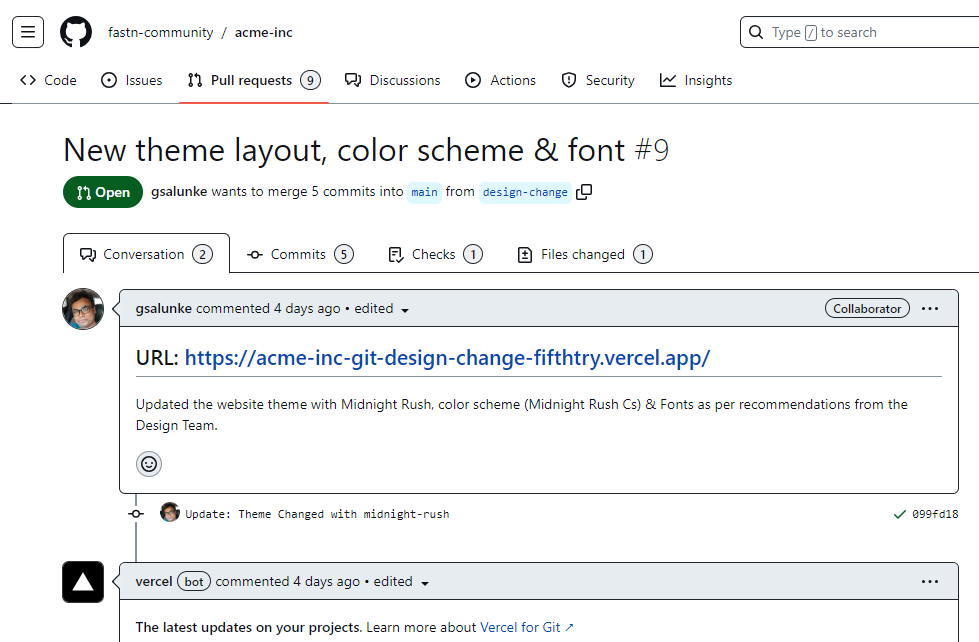 fastn-community / acme-inc
Type / to search
Code Issues Pull requests 9 Discussions Actions Security Insights
New theme layout, color scheme & font #9
Open gsalunke wants to merge 5 commits into main from design-change
Conversation 2 Commits 5 Checks 1 Files changed 1
gsalunke commented 4 days ago • edited Collaborator ...
URL: https://acme-inc-git-design-change-fifthtry.vercel.app/
Updated the website theme with Midnight Rush, color scheme (Midnight Rush Cs) & Fonts as per recommendations from the
Design Team.
Update: Theme Changed with midnight-rush 099fd18
vercel bot commented 4 days ago • edited ...
The latest updates on your projects. Learn more about Vercel for Git ↗